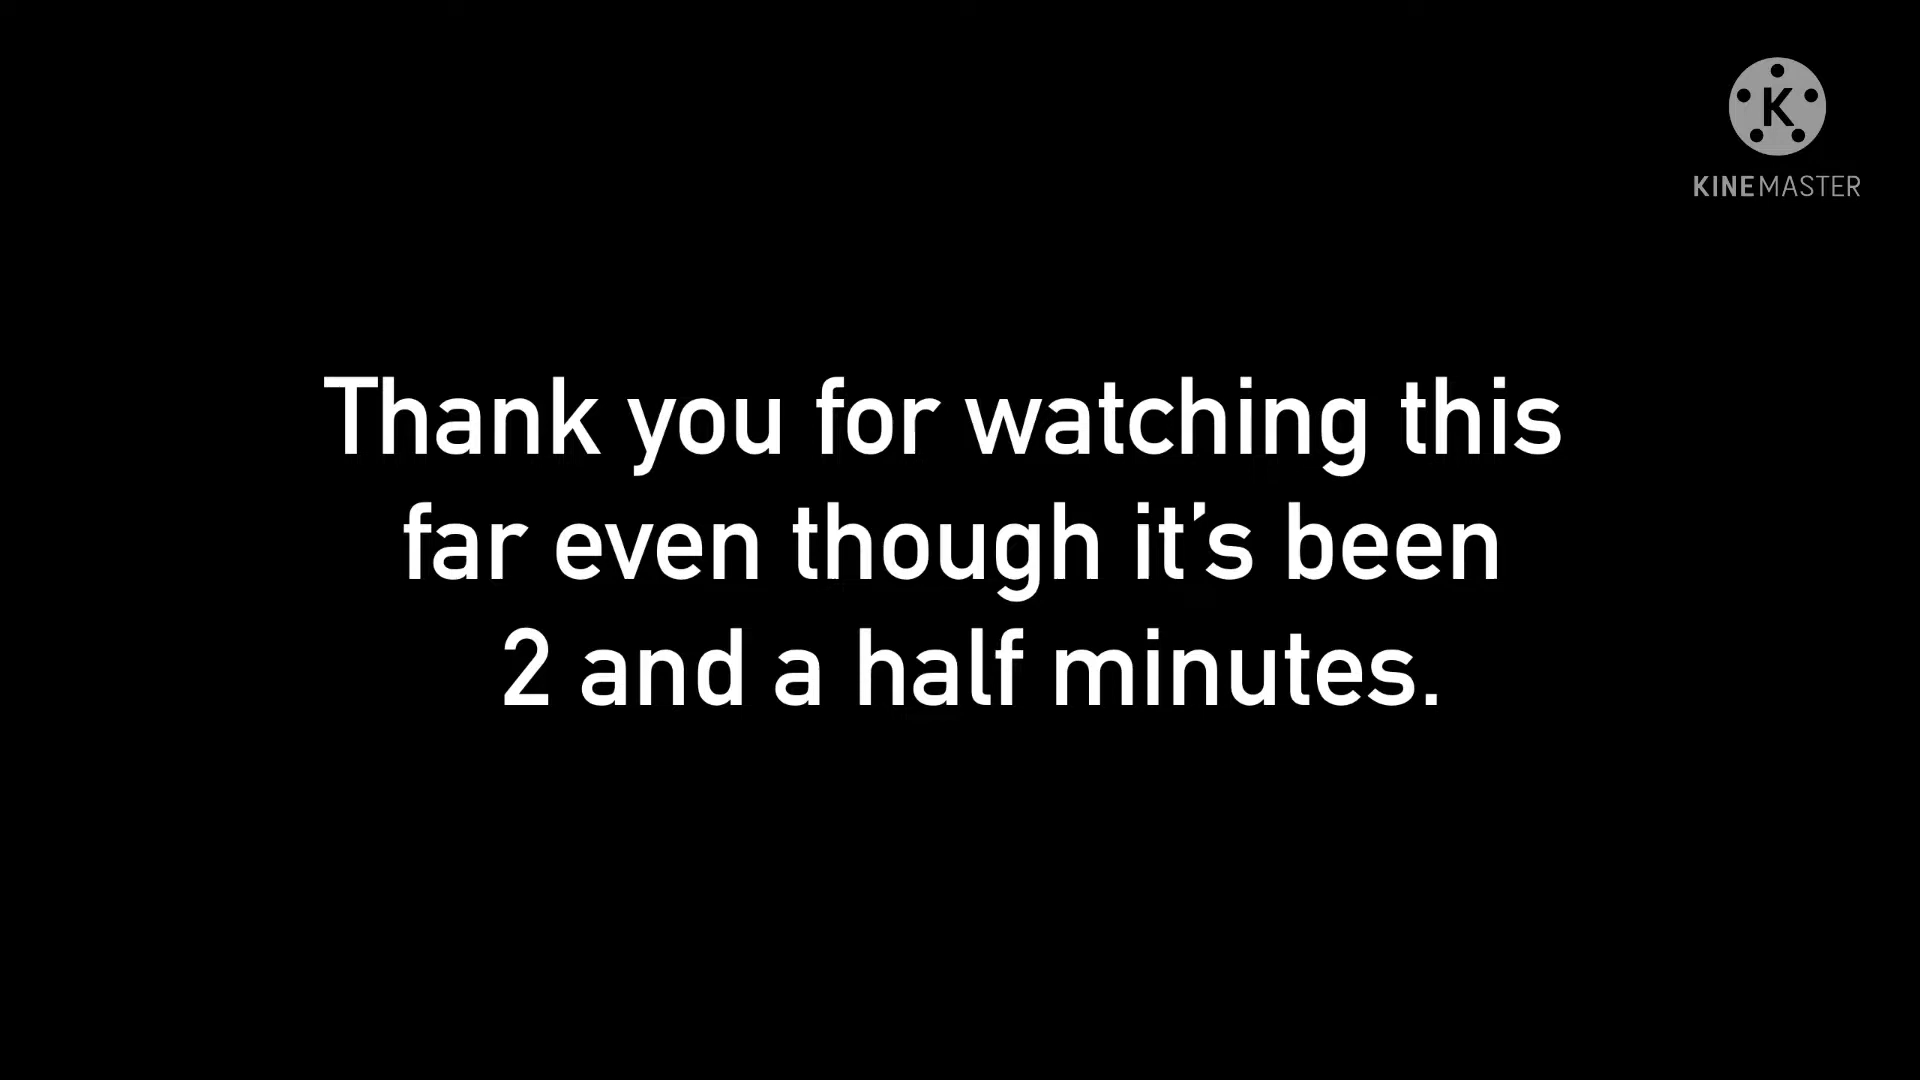 K
KINEMASTER
Thank you for watching this
far even though it’s been
2 and a half minutes.